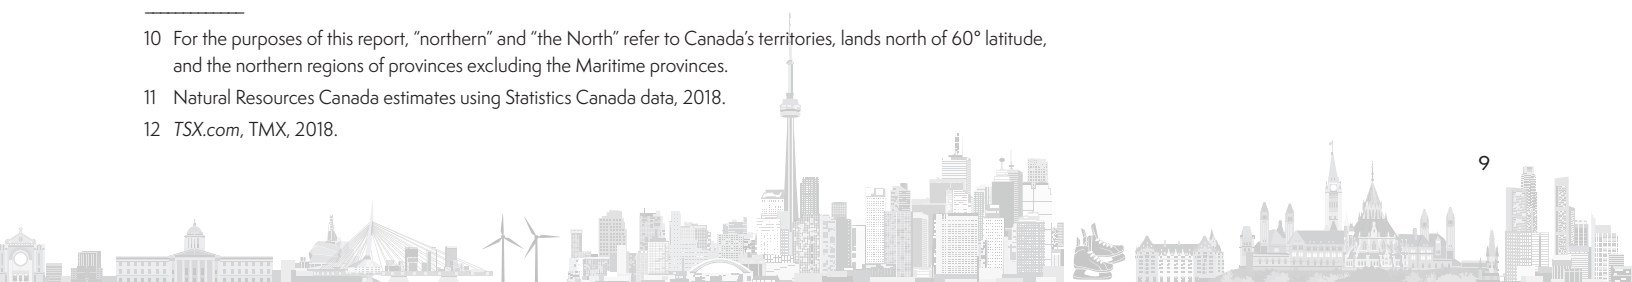 10 For the purposes of this report, “northern” and “the North” refer to Canada’s territories, lands north of 60° latitude,
and the northern regions of provinces excluding the Maritime provinces.
11 Natural Resources Canada estimates using Statistics Canada data, 2018.
12 TSX.com, TMX, 2018.
9